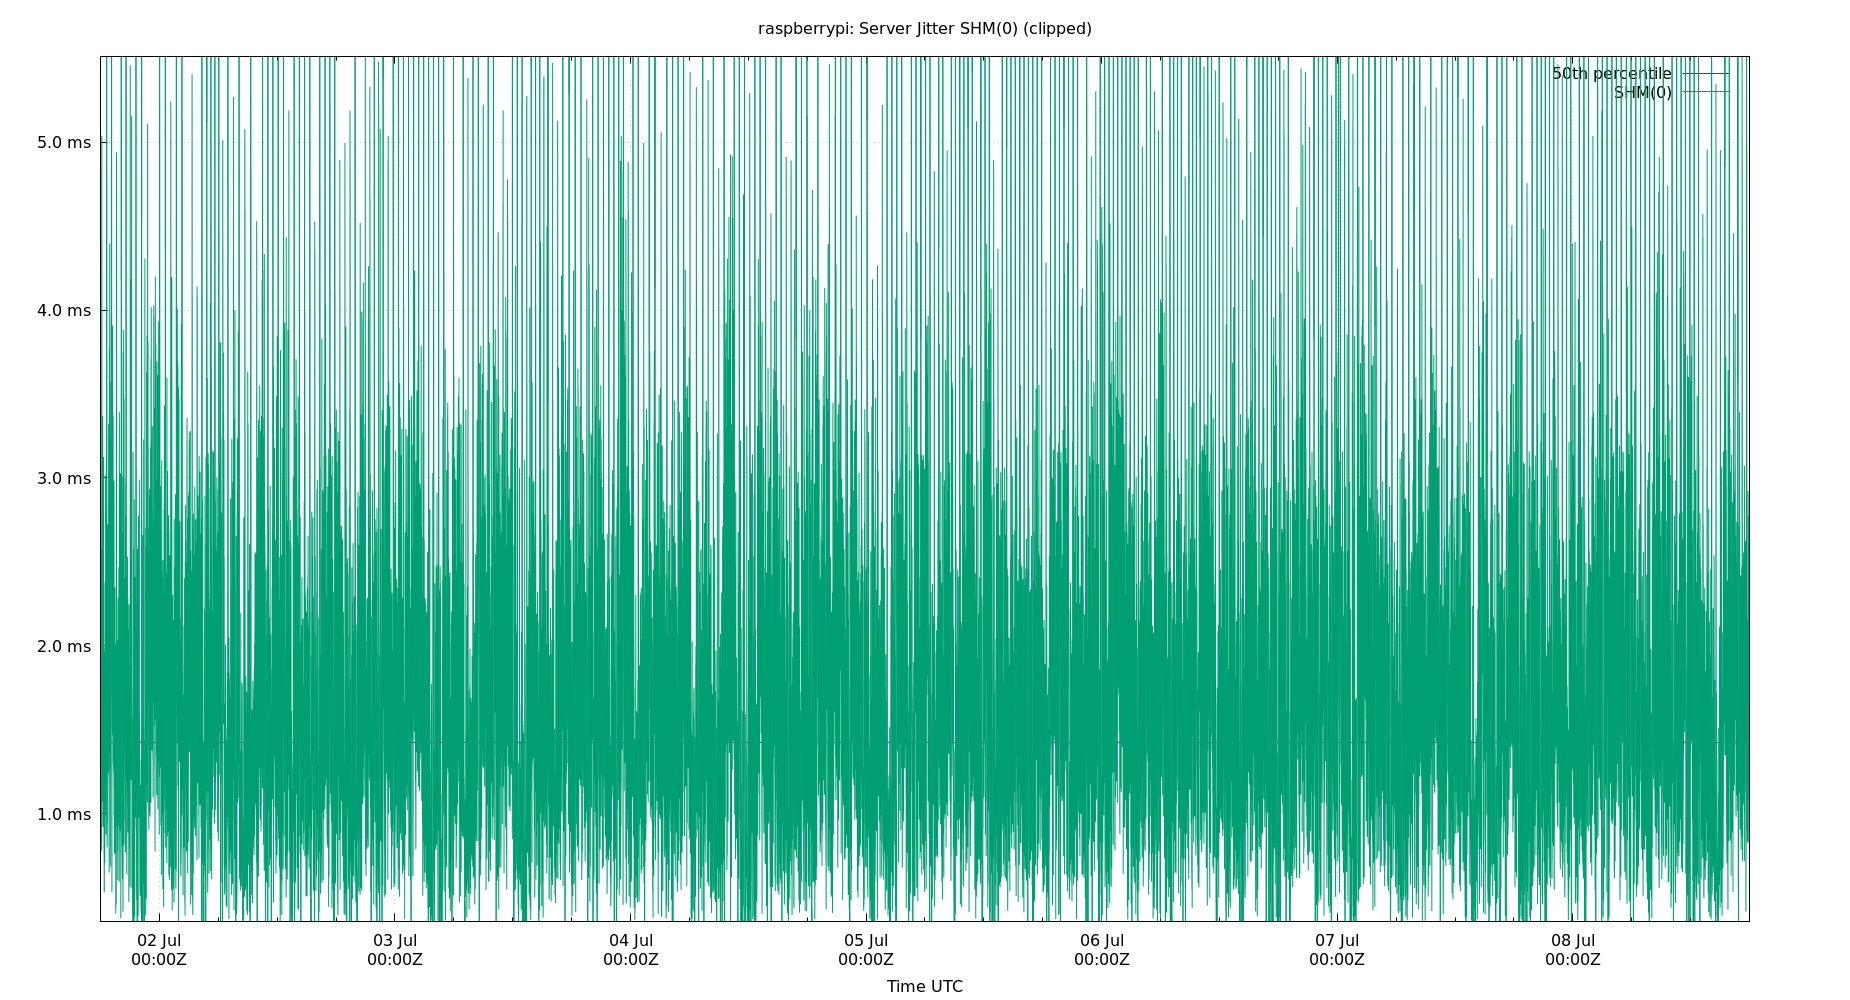 raspberrypi: Server Jitter SHM(0) (clipped)
50th percentile
SHM(0)
5.0 ms
4.0 ms
3.0 ms
2.0 ms
1.0 ms
02 Jul 03 Jul 04 Jul 05 Jul 06 Jul 07 Jul 08 Jul
00:00Z 00:00Z 00:00Z 00:00Z 00:00Z 00:00Z 00:00Z
Time UTC